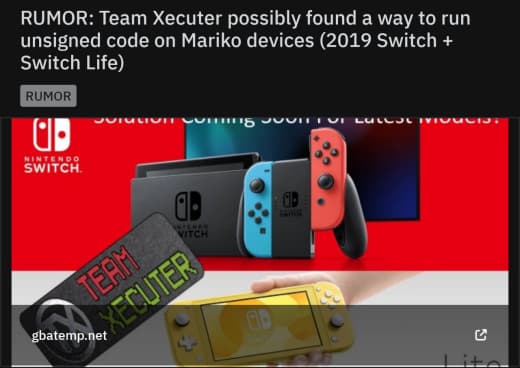 RUMOR: Team Xecuter possibly found a way to run
unsigned code on Mariko devices (2019 Switch +
Switch Life)
RUMOR
Solution Coming Soon For Latest Models!
NINTENDO
SWITCH.
NINTENDO
SWITCH
TEAM
XECUTER
gbatemp.net
Lite